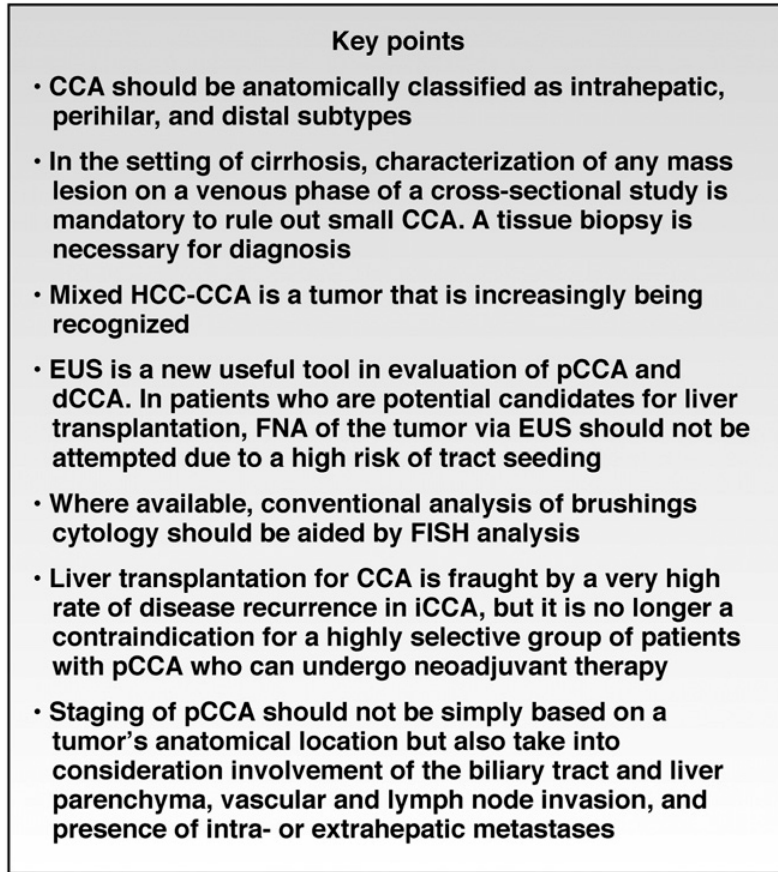 Key points
• CCA should be anatomically classified as intrahepatic,
perihilar, and distal subtypes
• In the setting of cirrhosis, characterization of any mass
lesion on a venous phase of a cross-sectional study is
mandatory to rule out small CCA. A tissue biopsy is
necessary for diagnosis
• Mixed HCC-CCA is a tumor that is increasingly being
recognized
• EUS is a new useful tool in evaluation of pCCA and
dCCA. In patients who are potential candidates for liver
transplantation, FNA of the tumor via EUS should not be
attempted due to a high risk of tract seeding
• Where available, conventional analysis of brushings
cytology should be aided by FISH analysis
• Liver transplantation for CCA is fraught by a very high
rate of disease recurrence in iCCA, but it is no longer a
contraindication for a highly selective group of patients
with pCCA who can undergo neoadjuvant therapy
• Staging of pCCA should not be simply based on a
tumor’s anatomical location but also take into
consideration involvement of the biliary tract and liver
parenchyma, vascular and lymph node invasion, and
presence of intra- or extrahepatic metastases